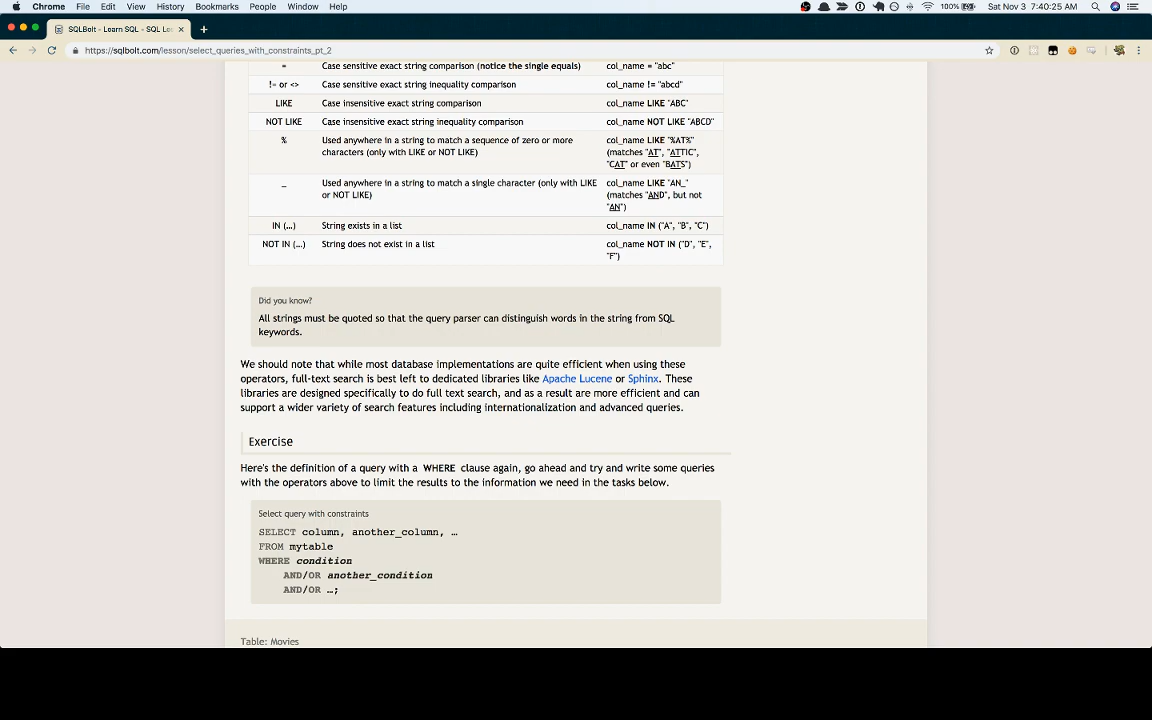 Chrome File Edit View History Bookmarks People Window Help 100% Sat Nov 3 7:40:25 AM
SQLBolt - Learn SQL - SQL Les
https://sqlbolt.com/lesson/select_queries_with_constraints_pt_2
= Case sensitive exact string comparison (notice the single equals) col_name = "abc"
!= or <> Case sensitive exact string inequality comparison col_name != "abcd"
LIKE Case insensitive exact string comparison col_name LIKE "ABC"
NOT LIKE Case insensitive exact string inequality comparison col_name NOT LIKE "ABCD"
% Used anywhere in a string to match a sequence of zero or more col_name LIKE "%AT%"
characters (only with LIKE or NOT LIKE) (matches "AT", "ATTIC",
"CAT" or even "BATS")
_ Used anywhere in a string to match a single character (only with LIKE col_name LIKE "AN_"
or NOT LIKE) (matches "AND", but not
"AN")
IN (…) String exists in a list col_name IN ("A", "B", "C")
NOT IN (…) String does not exist in a list col_name NOT IN ("D", "E",
"F")
Did you know?
All strings must be quoted so that the query parser can distinguish words in the string from SQL
keywords.
We should note that while most database implementations are quite efficient when using these
operators, full-text search is best left to dedicated libraries like Apache Lucene or Sphinx. These
libraries are designed specifically to do full text search, and as a result are more efficient and can
support a wider variety of search features including internationalization and advanced queries.
Exercise
Here's the definition of a query with a WHERE clause again, go ahead and try and write some queries
with the operators above to limit the results to the information we need in the tasks below.
Select query with constraints
SELECT column, another_column, …
FROM mytable
WHERE condition
AND/OR another_condition
AND/OR …;
Table: Movies